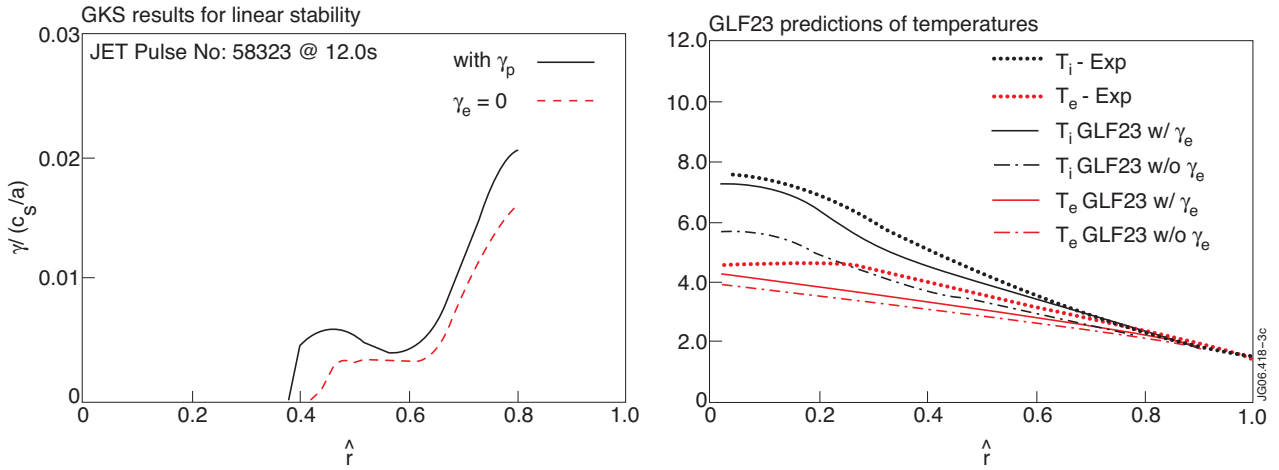 GKS results for linear stability
JET Pulse No: 58323 @ 12.0s
with γp
γe = 0
0.03
0.02
0.01
0
γ/ (cs/a)
0 0.2 0.4 0.6 0.8 1.0
r̂
GLF23 predictions of temperatures
12.0
10.0
8.0
6.0
4.0
2.0
0
Ti - Exp
Te - Exp
Ti GLF23 w/ γe
Ti GLF23 w/o γe
Te GLF23 w/ γe
Te GLF23 w/o γe
0 0.2 0.4 0.6 0.8 1.0
r̂
JG06.418-3c